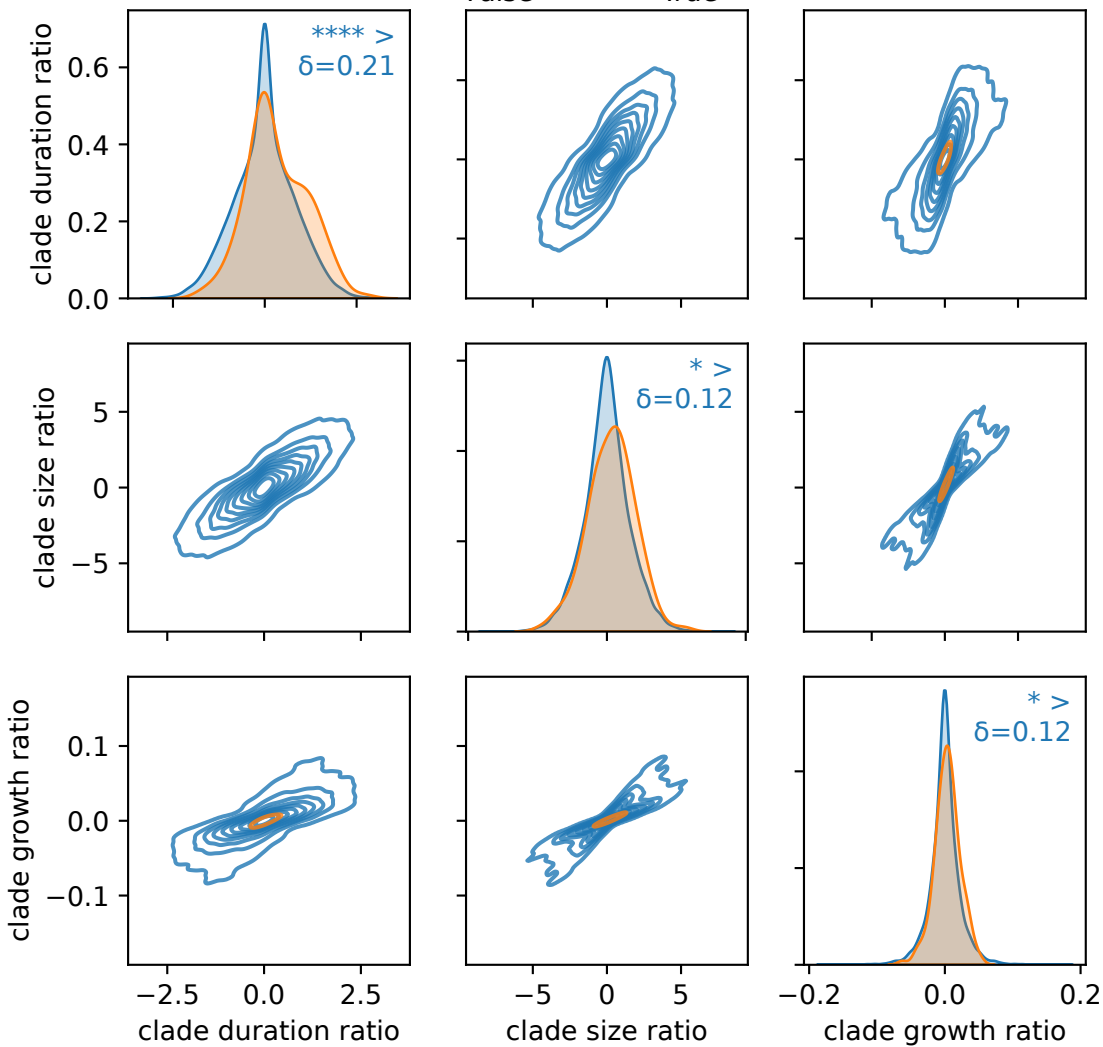 clade duration ratio
0.6
0.4
0.2
0.0
**** >
δ=0.21
clade size ratio
5
0
−5
* >
δ=0.12
clade growth ratio
0.1
0.0
−0.1
* >
δ=0.12
−2.5 0.0 2.5
−5 0 5
−0.2 0.0 0.2
clade duration ratio
clade size ratio
clade growth ratio